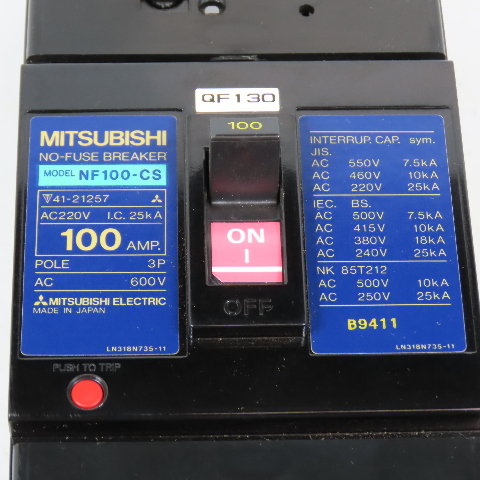 QF130
100
MITSUBISHI
NO-FUSE BREAKER
MODEL NF100-CS
41-21257
AC220V I.C. 25kA
100 AMP.
POLE 3P
AC 600V
MITSUBISHI ELECTRIC
MADE IN JAPAN
LN318N735-11
PUSH TO TRIP
ON
I
OFF
INTERRUP. CAP. sym.
JIS.
AC 550V 7.5kA
AC 460V 10kA
AC 220V 25kA
IEC. BS.
AC 500V 7.5kA
AC 415V 10kA
AC 380V 18kA
AC 240V 25kA
NK 85T212
AC 500V 10kA
AC 250V 25kA
B9411
LN318N735-11